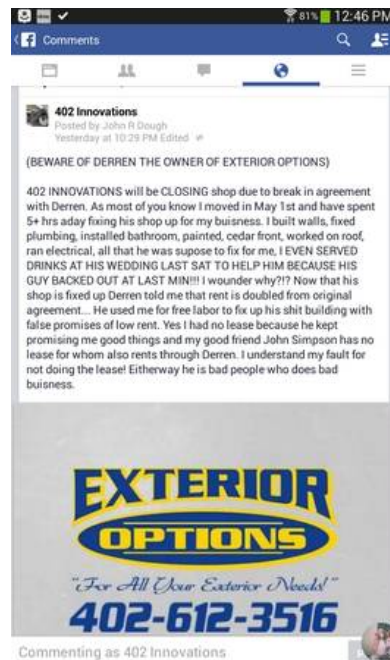 81% 12:46 PM
Comments
402 Innovations
Posted by John R Dough
Yesterday at 10:29 PM Edited
(BEWARE OF DERREN THE OWNER OF EXTERIOR OPTIONS)
402 INNOVATIONS will be CLOSING shop due to break in agreement
with Derren. As most of you know I moved in May 1st and have spent
5+ hrs aday fixing his shop up for my buisness. I built walls, fixed
plumbing, installed bathroom, painted, cedar front, worked on roof,
ran electrical, all that he was supose to fix for me, I EVEN SERVED
DRINKS AT HIS WEDDING LAST SAT TO HELP HIM BECAUSE HIS
GUY BACKED OUT AT LAST MIN!!! I wounder why?!? Now that his
shop is fixed up Derren told me that rent is doubled from original
agreement... He used me for free labor to fix up his shit building with
false promises of low rent. Yes I had no lease because he kept
promising me good things and my good friend John Simpson has no
lease for whom also rents through Derren. I understand my fault for
not doing the lease! Eitherway he is bad people who does bad
buisness.
EXTERIOR
OPTIONS
"For All Your Exterior Needs!"
402-612-3516
Commenting as 402 Innovations